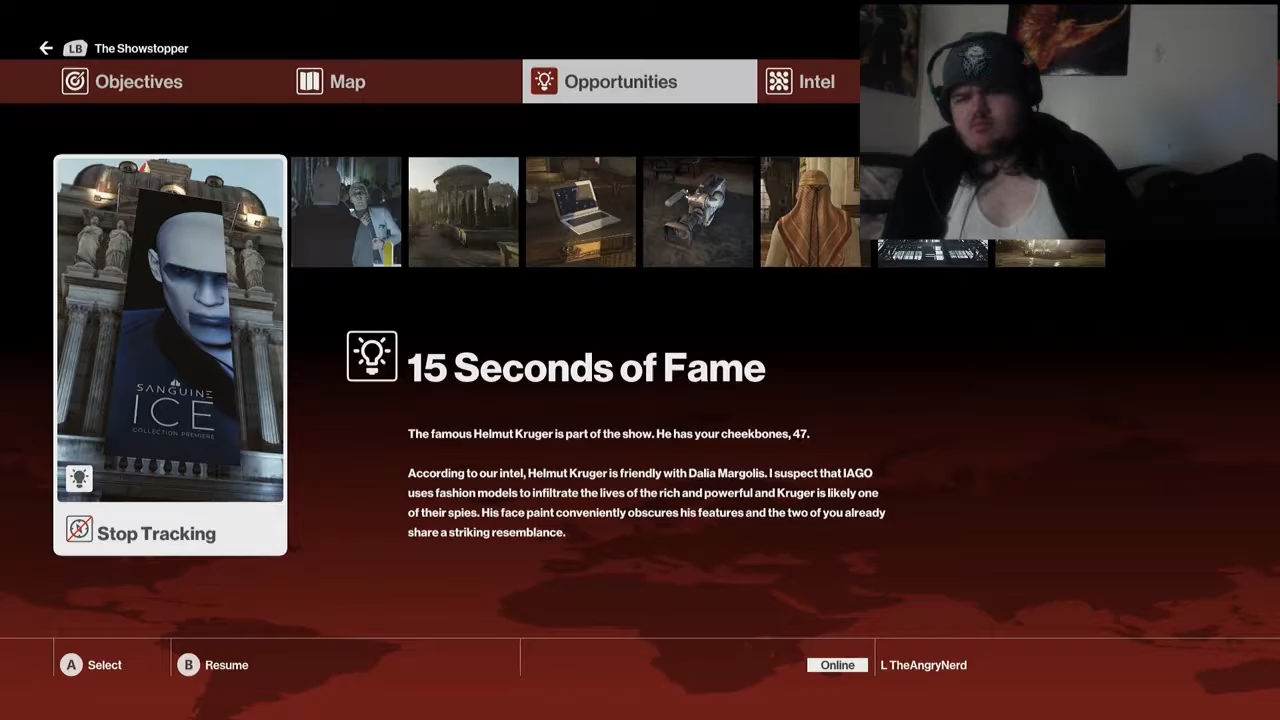 LB The Showstopper
Objectives
Map
Opportunities
Intel
SANGUINE
ICE
COLLECTION PREMIERE
Stop Tracking
15 Seconds of Fame
The famous Helmut Kruger is part of the show. He has your cheekbones, 47.
According to our intel, Helmut Kruger is friendly with Dalia Margolis. I suspect that IAGO
uses fashion models to infiltrate the lives of the rich and powerful and Kruger is likely one
of their spies. His face paint conveniently obscures his features and the two of you already
share a striking resemblance.
A Select
B Resume
Online
L TheAngryNerd